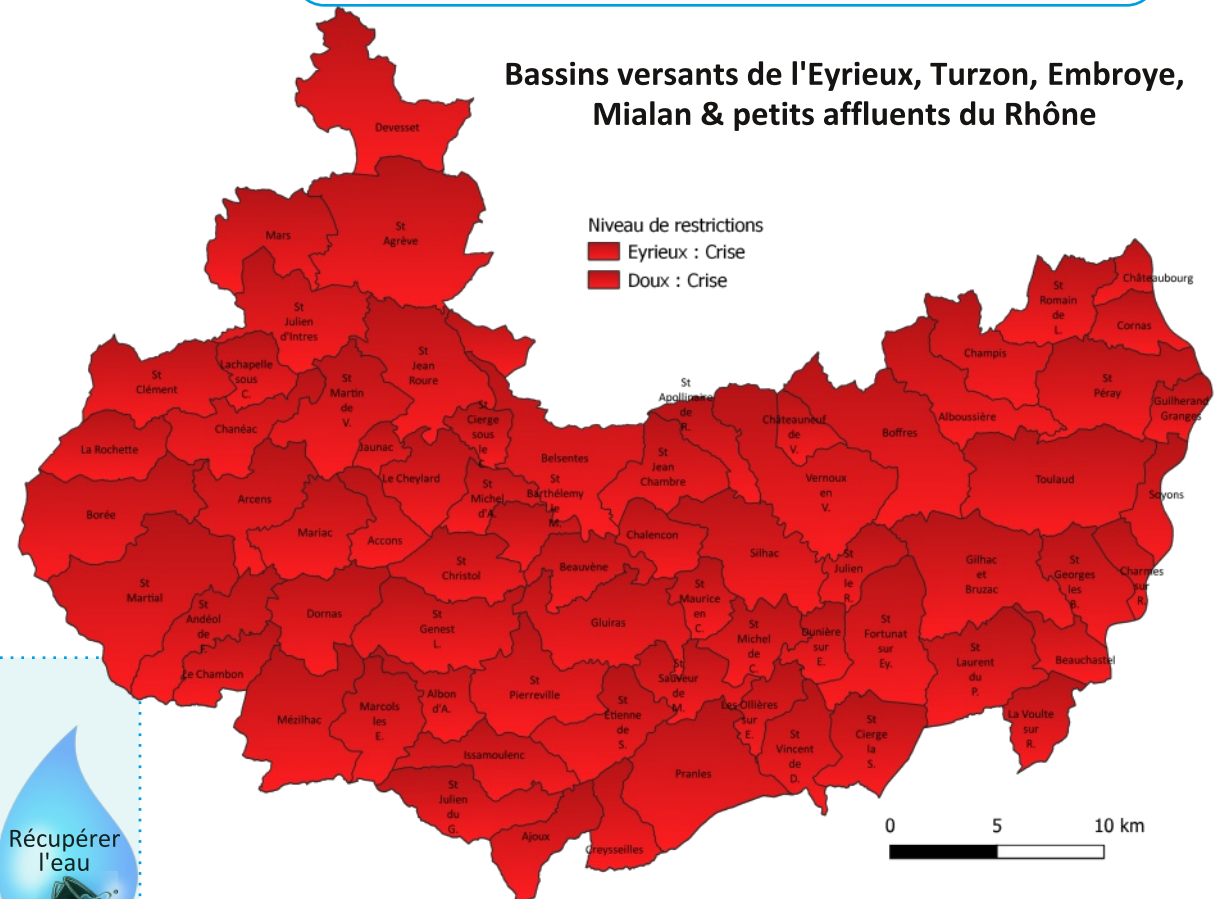 Bassins versants de l'Eyrieux, Turzon, Embroye,
Mialan & petits affluents du Rhône
Devesset
St
Agrève
Mars
Niveau de restrictions
Eyrieux : Crise
Doux : Crise
Châteaubourg
St
Romain
de
L.
Cornas
St
Julien
d'Intres
Champis
St
Jean
Roure
Lachapelle
sous
C.
St
Clément
St
Martin
de
V.
St
Péray
Guilherand
Granges
St
Apollinaire
de
R.
Châteauneuf
de
V.
Alboussière
Boffres
St
Cierge
sous
le
C.
Chanéac
La Rochette
Jaunac
Belsentes
St
Jean
Chambre
Le Cheylard
Vernoux
en
V.
Toulaud
Soyons
St
Michel
d'A.
St
Barthélemy
le
M.
Arcens
Borée
Mariac
Accons
Chalencon
Silhac
St
Christol
Beauvène
St
Julien
le
R.
Gilhac
et
Bruzac
St
Georges
les
B.
Charmes
sur
R.
St
Martial
St
Andéol
de
F.
Dornas
St
Genest
L.
Gluiras
St
Maurice
en
C.
St
Michel
de
C.
Dunière
sur
E.
St
Fortunat
sur
Ey.
St
Laurent
du
P.
Beauchastel
Le Chambon
St
Sauveur
de
M.
Albon
d'A.
St
Pierreville
Mézilhac
Marcols
les
E.
St
Etienne
de
S.
Les Ollières
sur
E.
St
Vincent
de
D.
St
Cierge
la
S.
La Voulte
sur
R.
Issamoulenc
Pranles
St
Julien
du
G.
Ajoux
Creysseilles
0 5 10 km
Récupérer
l'eau